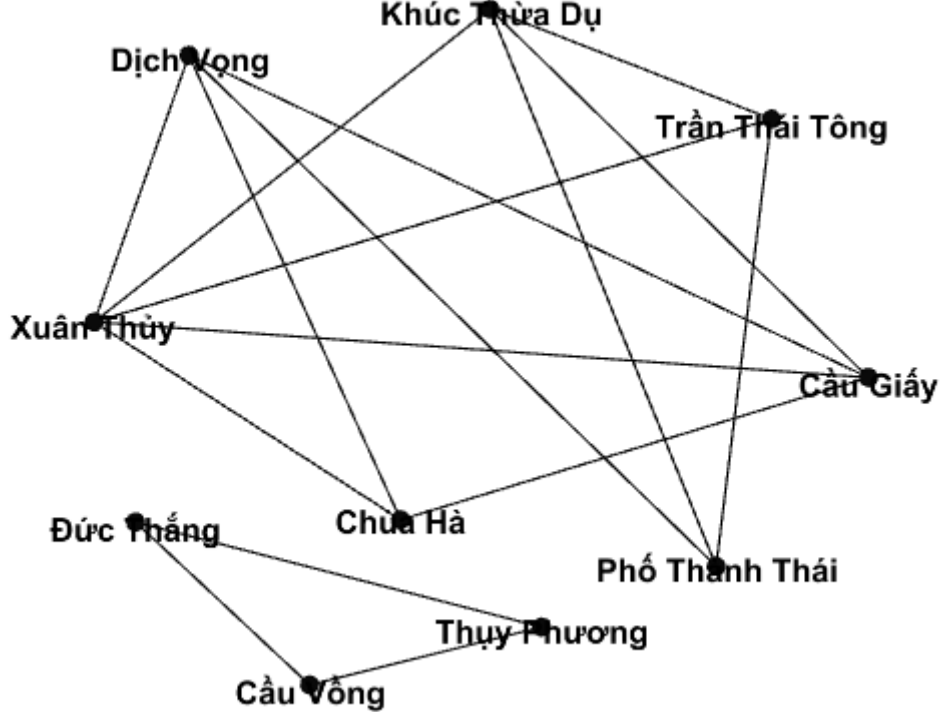 Khúc Thừa Dụ
Dịch Vọng
Trần Thái Tông
Xuân Thủy
Cầu Giấy
Chùa Hà
Đức Thắng
Phố Thành Thái
Thụy Phương
Cầu Vồng